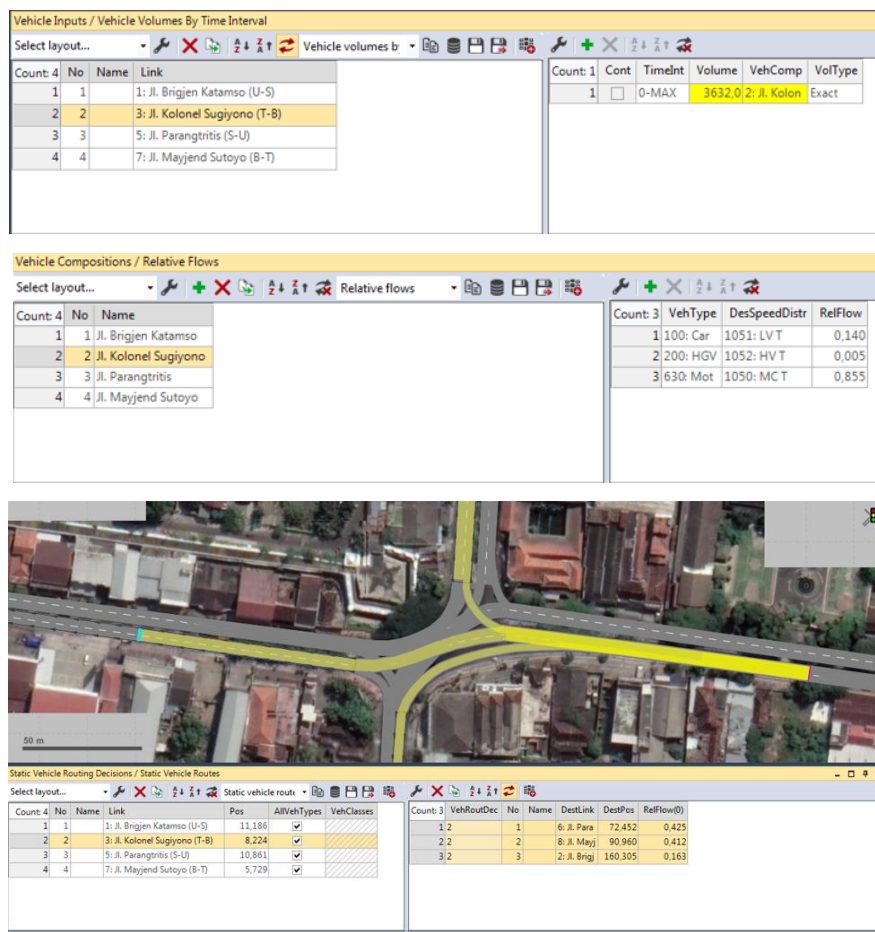 Vehicle Inputs / Vehicle Volumes By Time Interval
Select layout... Vehicle volumes b
Count: 4 No Name Link
1 1 1: Jl. Brigjen Katamso (U-S)
2 2 3: Jl. Kolonel Sugiyono (T-B)
3 3 5: Jl. Parangtritis (S-U)
4 4 7: Jl. Mayjend Sutoyo (B-T)
Count: 1 Cont TimeInt Volume VehComp VolType
1 0-MAX 3632,0 2: Jl. Kolon Exact
Vehicle Compositions / Relative Flows
Select layout... Relative flows
Count: 4 No Name
1 1 Jl. Brigjen Katamso
2 2 Jl. Kolonel Sugiyono
3 3 Jl. Parangtritis
4 4 Jl. Mayjend Sutoyo
Count: 3 VehType DesSpeedDistr RelFlow
1 100: Car 1051: LV T 0,140
2 200: HGV 1052: HV T 0,005
3 630: Mot 1050: MC T 0,855
50 m
Static Vehicle Routing Decisions / Static Vehicle Routes
Select layout... Static vehicle route
Count: 4 No Name Link Pos AllVehTypes VehClasses
1 1 1: Jl. Brigjen Katamso (U-S) 11,186
2 2 3: Jl. Kolonel Sugiyono (T-B) 8,224
3 3 5: Jl. Parangtritis (S-U) 10,861
4 4 7: Jl. Mayjend Sutoyo (B-T) 5,729
Count: 3 VehRoutDec No Name DestLink DestPos RelFlow(0)
1 2 1 6: Jl. Para 72,452 0,425
2 2 2 8: Jl. Mayj 90,960 0,412
3 2 3 2: Jl. Brigj 160,305 0,163